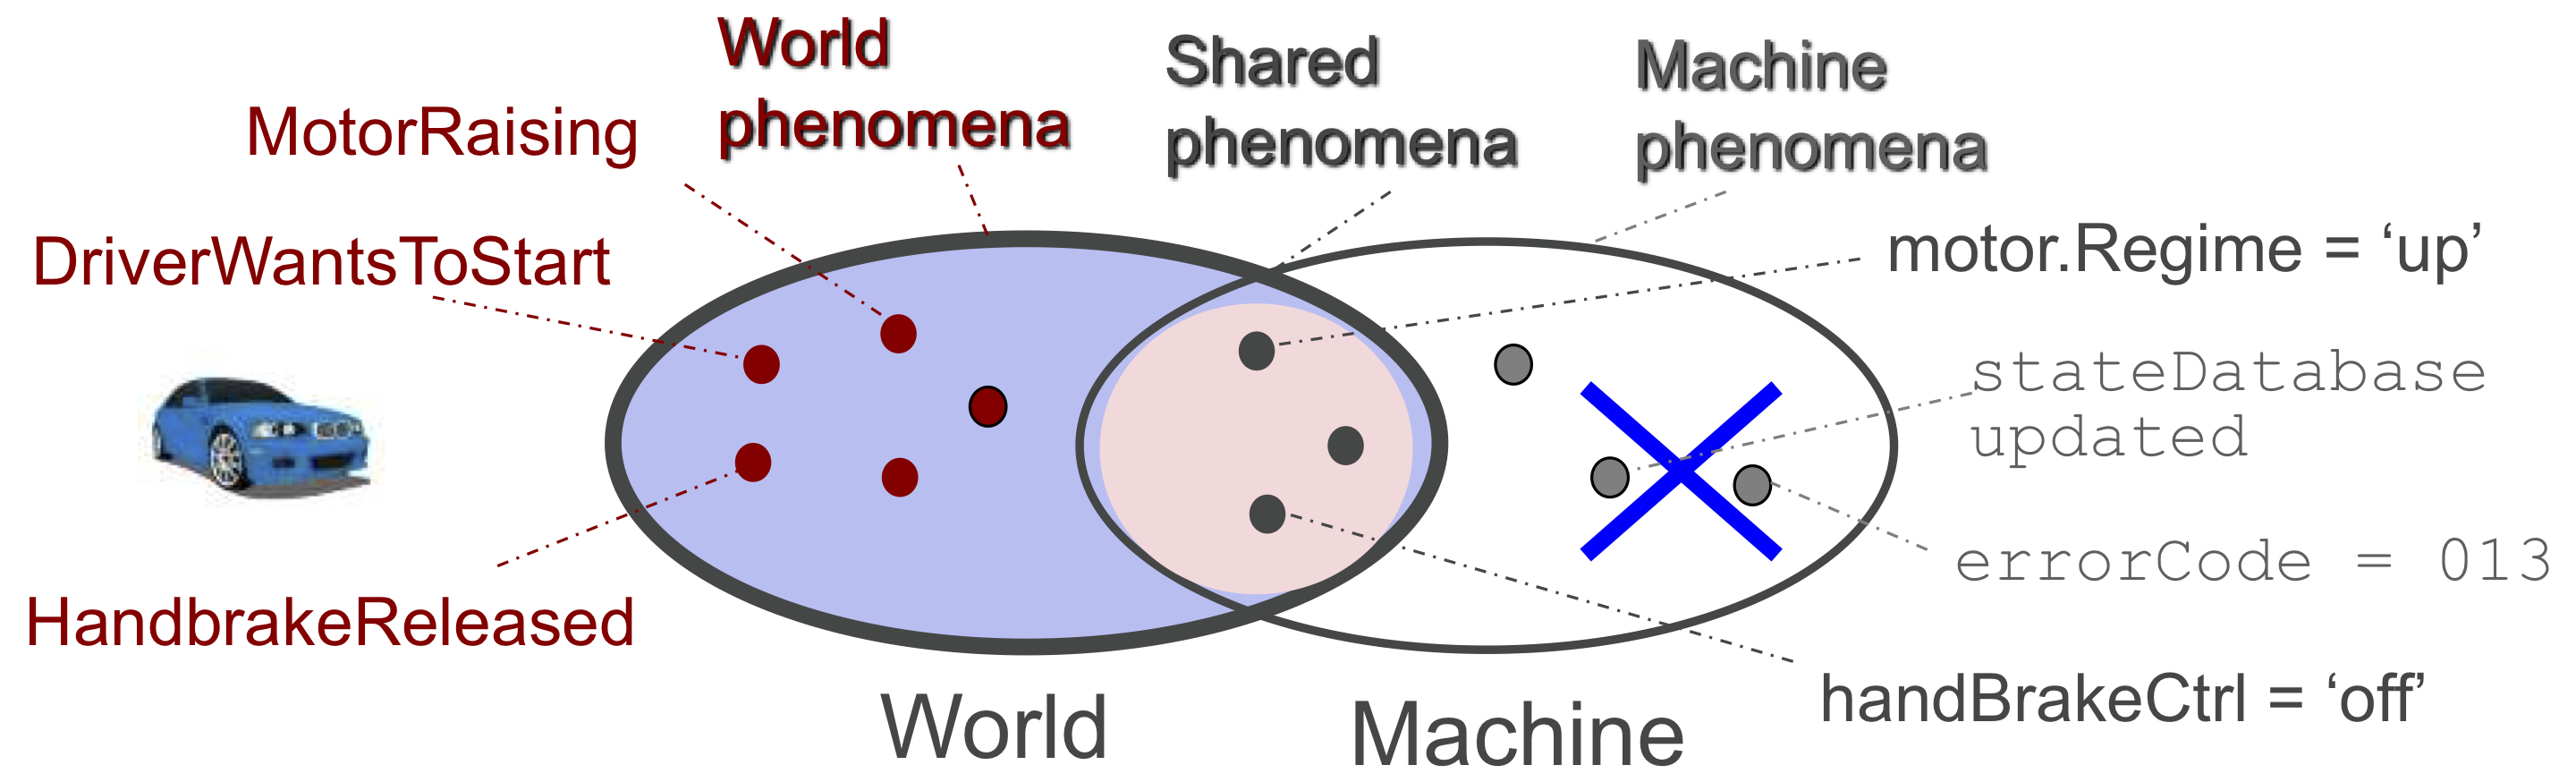 World
phenomena
Shared
phenomena
Machine
phenomena
MotorRaising
DriverWantsToStart
HandbrakeReleased
motor.Regime = ‘up’
stateDatabase
updated
errorCode = 013
handBrakeCtrl = ‘off’
World
Machine